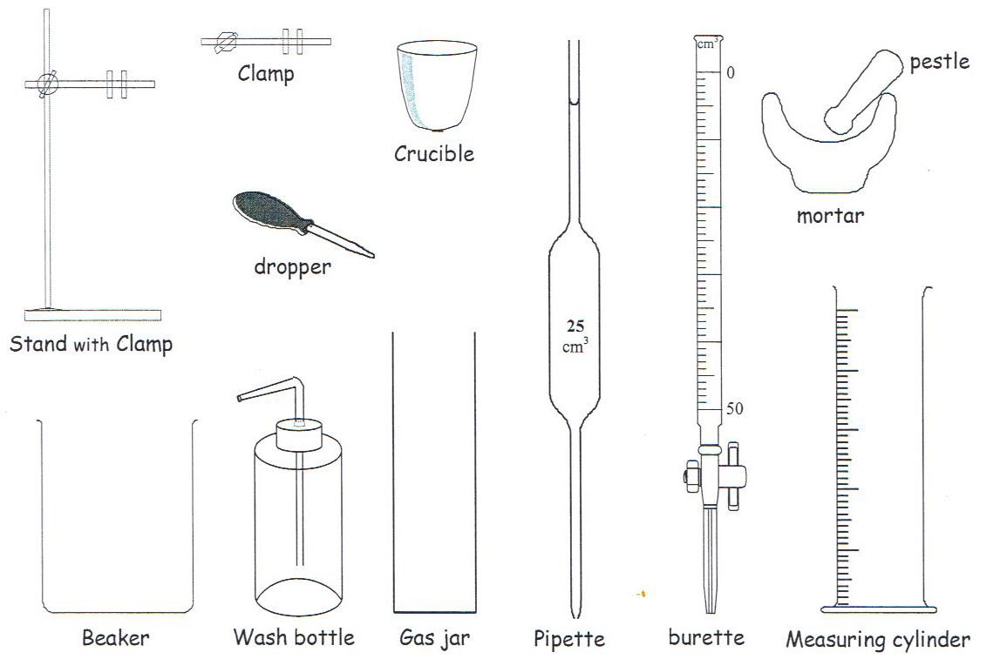 cm³
0
pestle
Clamp
Crucible
mortar
dropper
25
cm³
Stand with Clamp
50
Beaker
Wash bottle
Gas jar
Pipette
burette
Measuring cylinder